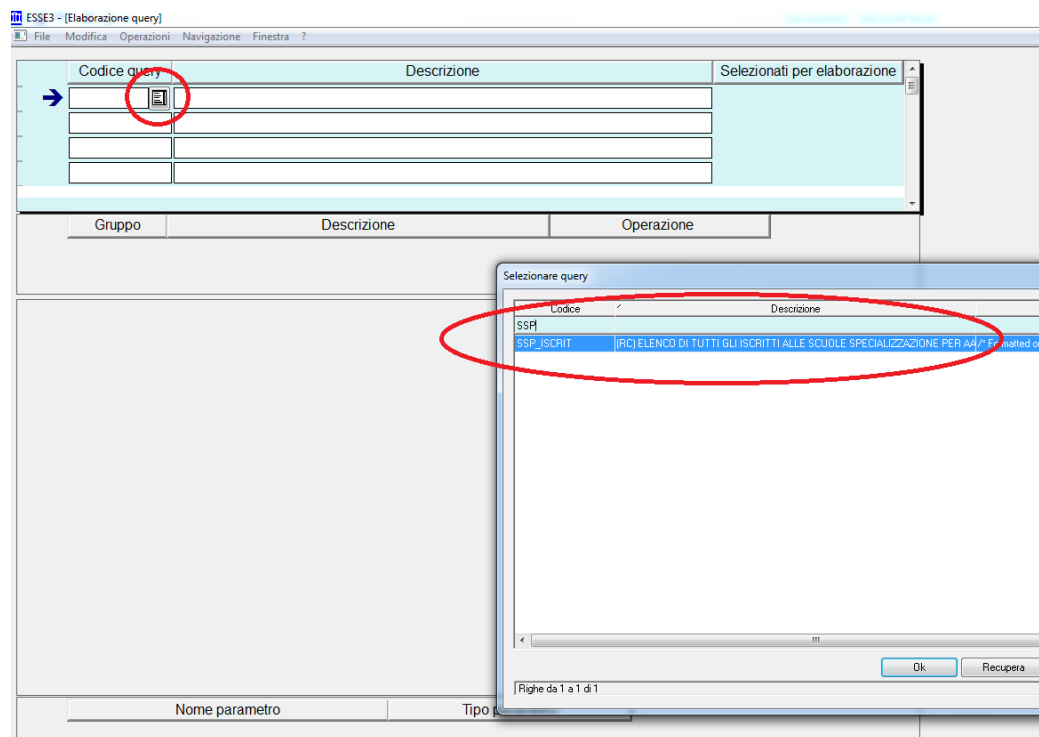 ESSE3 - [Elaborazione query]
File Modifica Operazioni Navigazione Finestra ?
Codice query Descrizione Selezionati per elaborazione
Gruppo Descrizione Operazione
Selezionare query
Codice Descrizione
SSP
SSP_ISCRIT (RC) ELENCO DI TUTTI GLI ISCRITTI ALLE SCUOLE SPECIALIZZAZIONE PER AA /* Formatted o
Ok Recupera
Righe da 1 a 1 di 1
Nome parametro Tipo